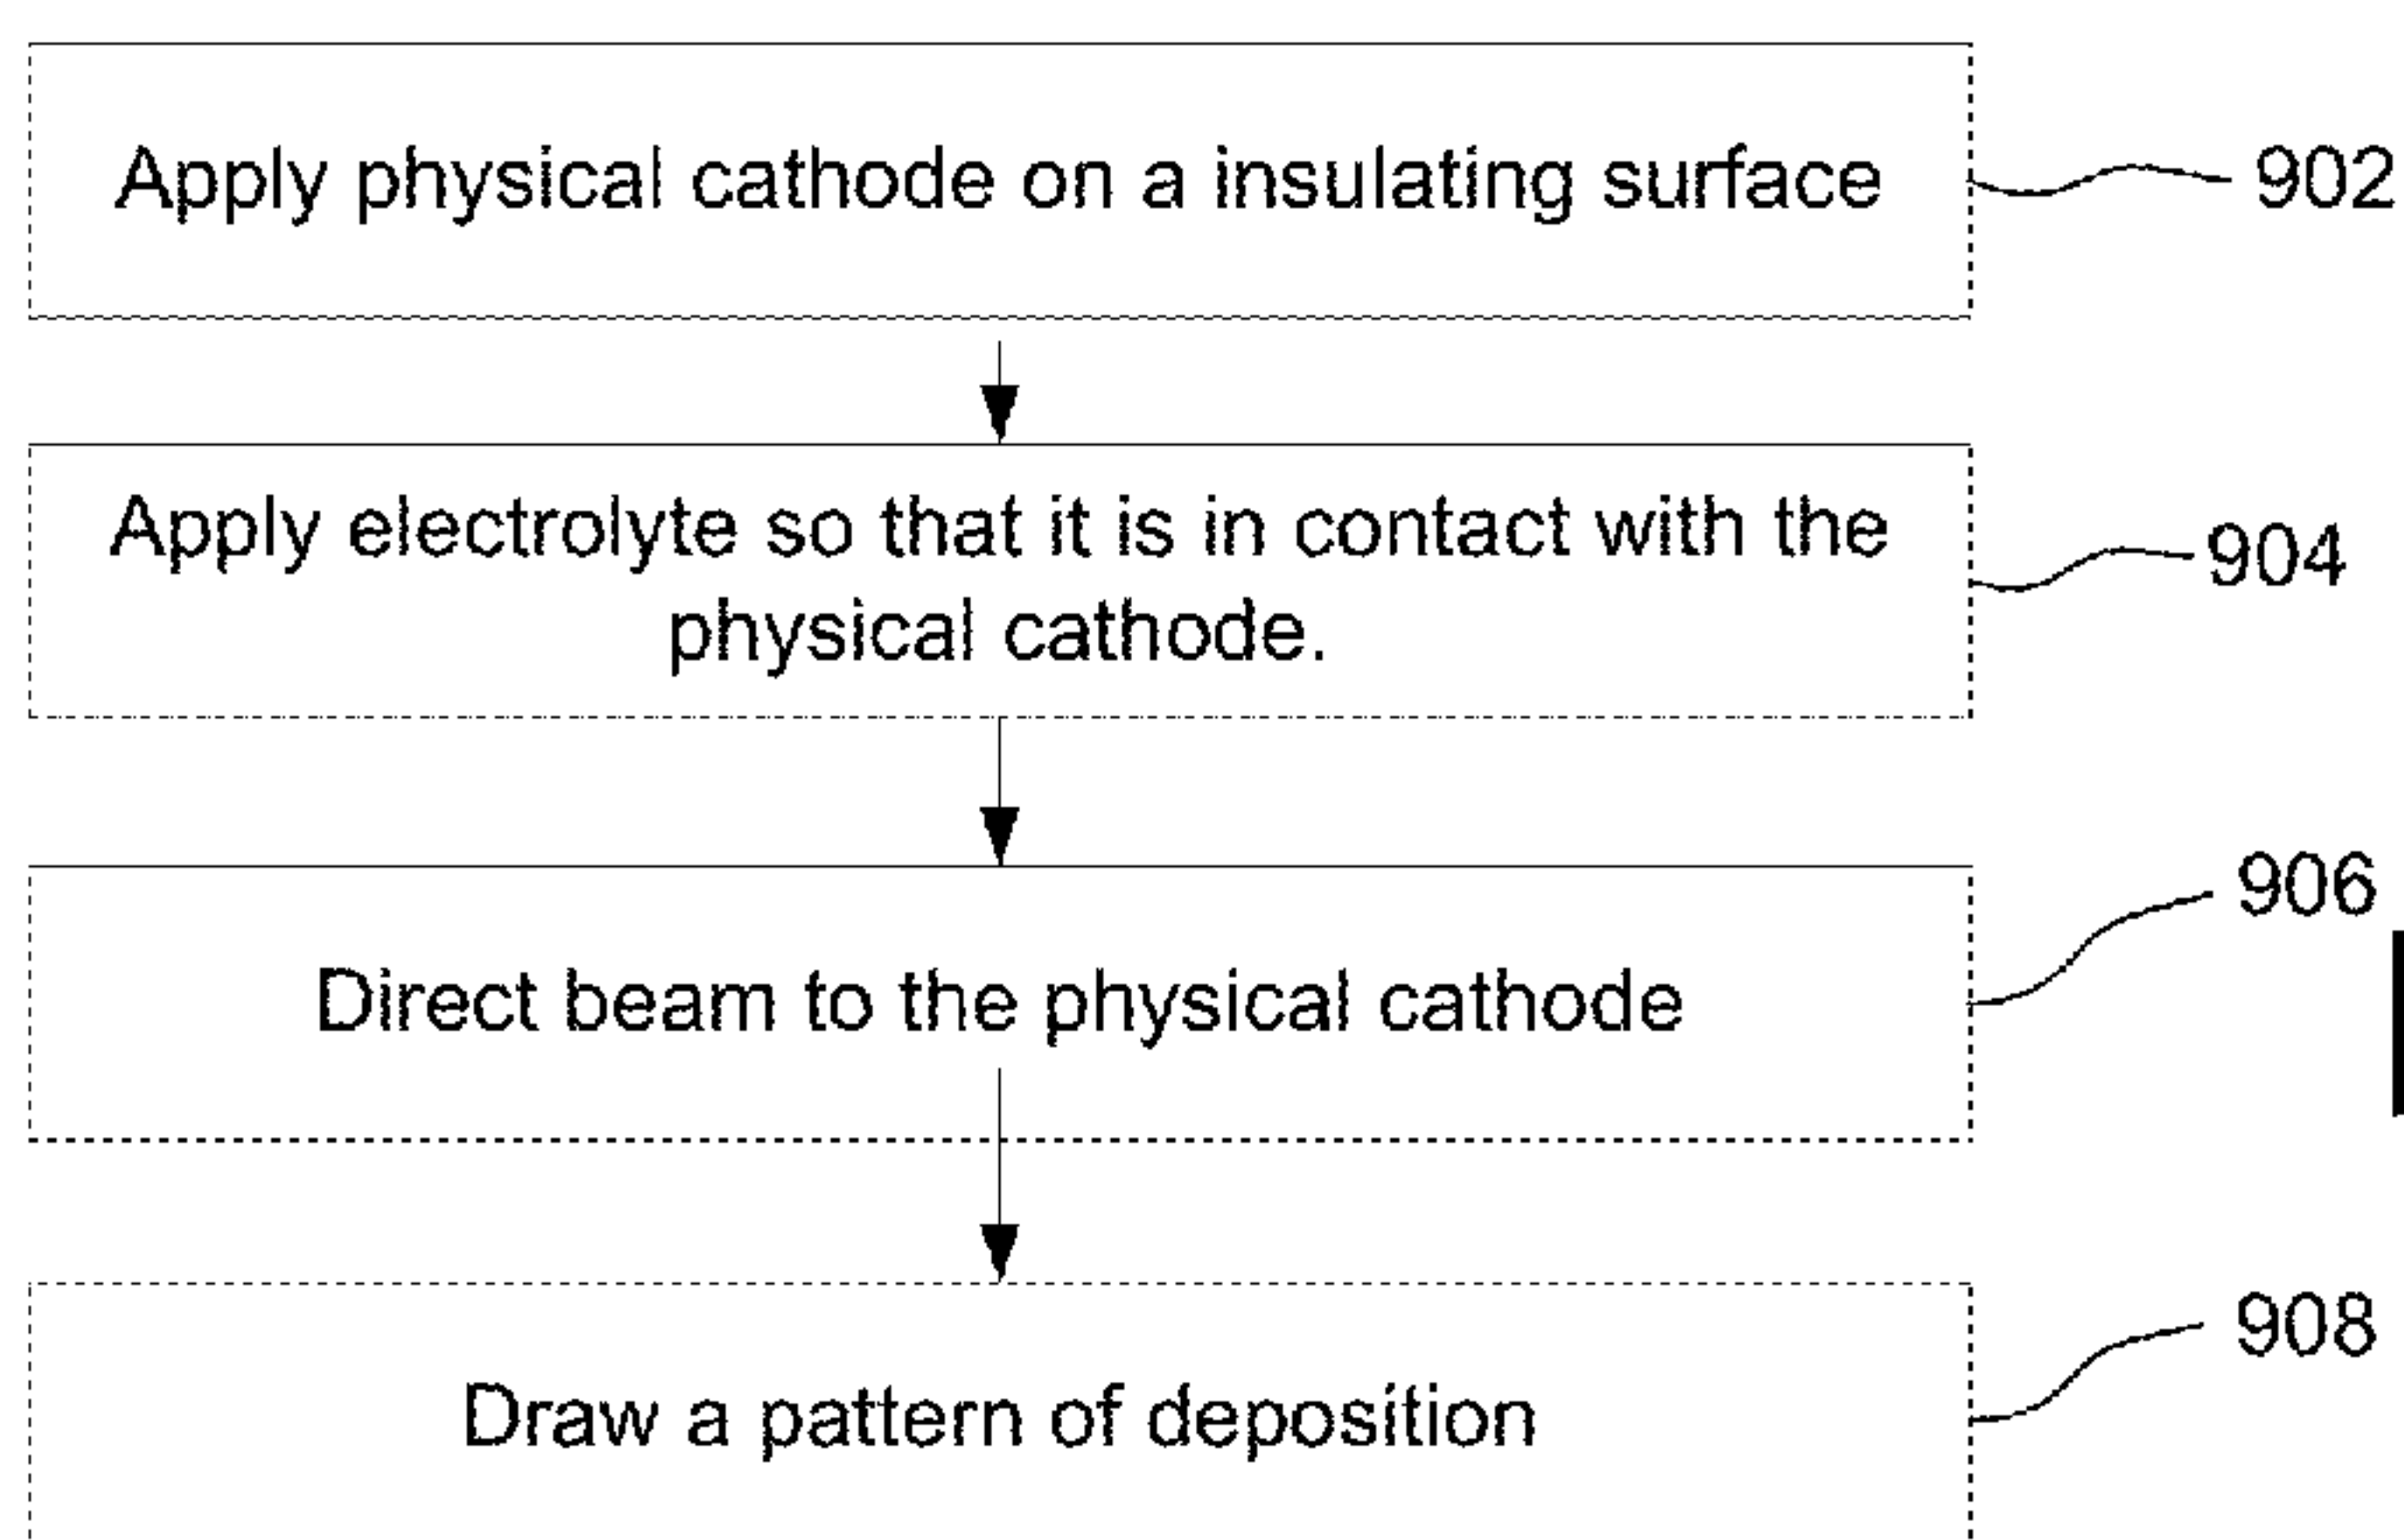 Apply physical cathode on a insulating surface
902
Apply electrolyte so that it is in contact with the
physical cathode.
904
906
Direct beam to the physical cathode
908
Draw a pattern of deposition